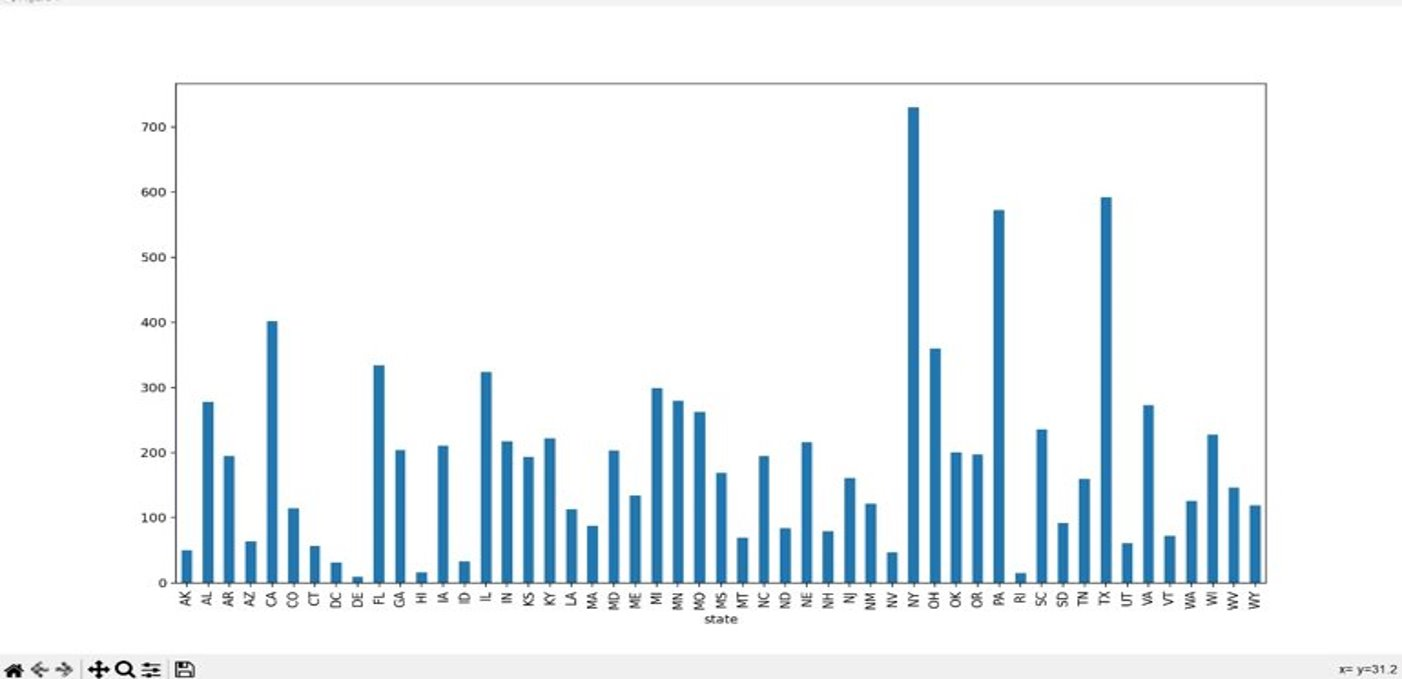 700
600
500
400
300
200
100
0
AK AL AR AZ CA CO CT DC DE FL GA HI IA ID IL IN KS KY LA MA MD ME MI MN MO MS MT NC ND NE NH NJ NM NV NY OH OK OR PA RI SC SD TN TX UT VA VT WA WI WV WY
state
x= y=31.2